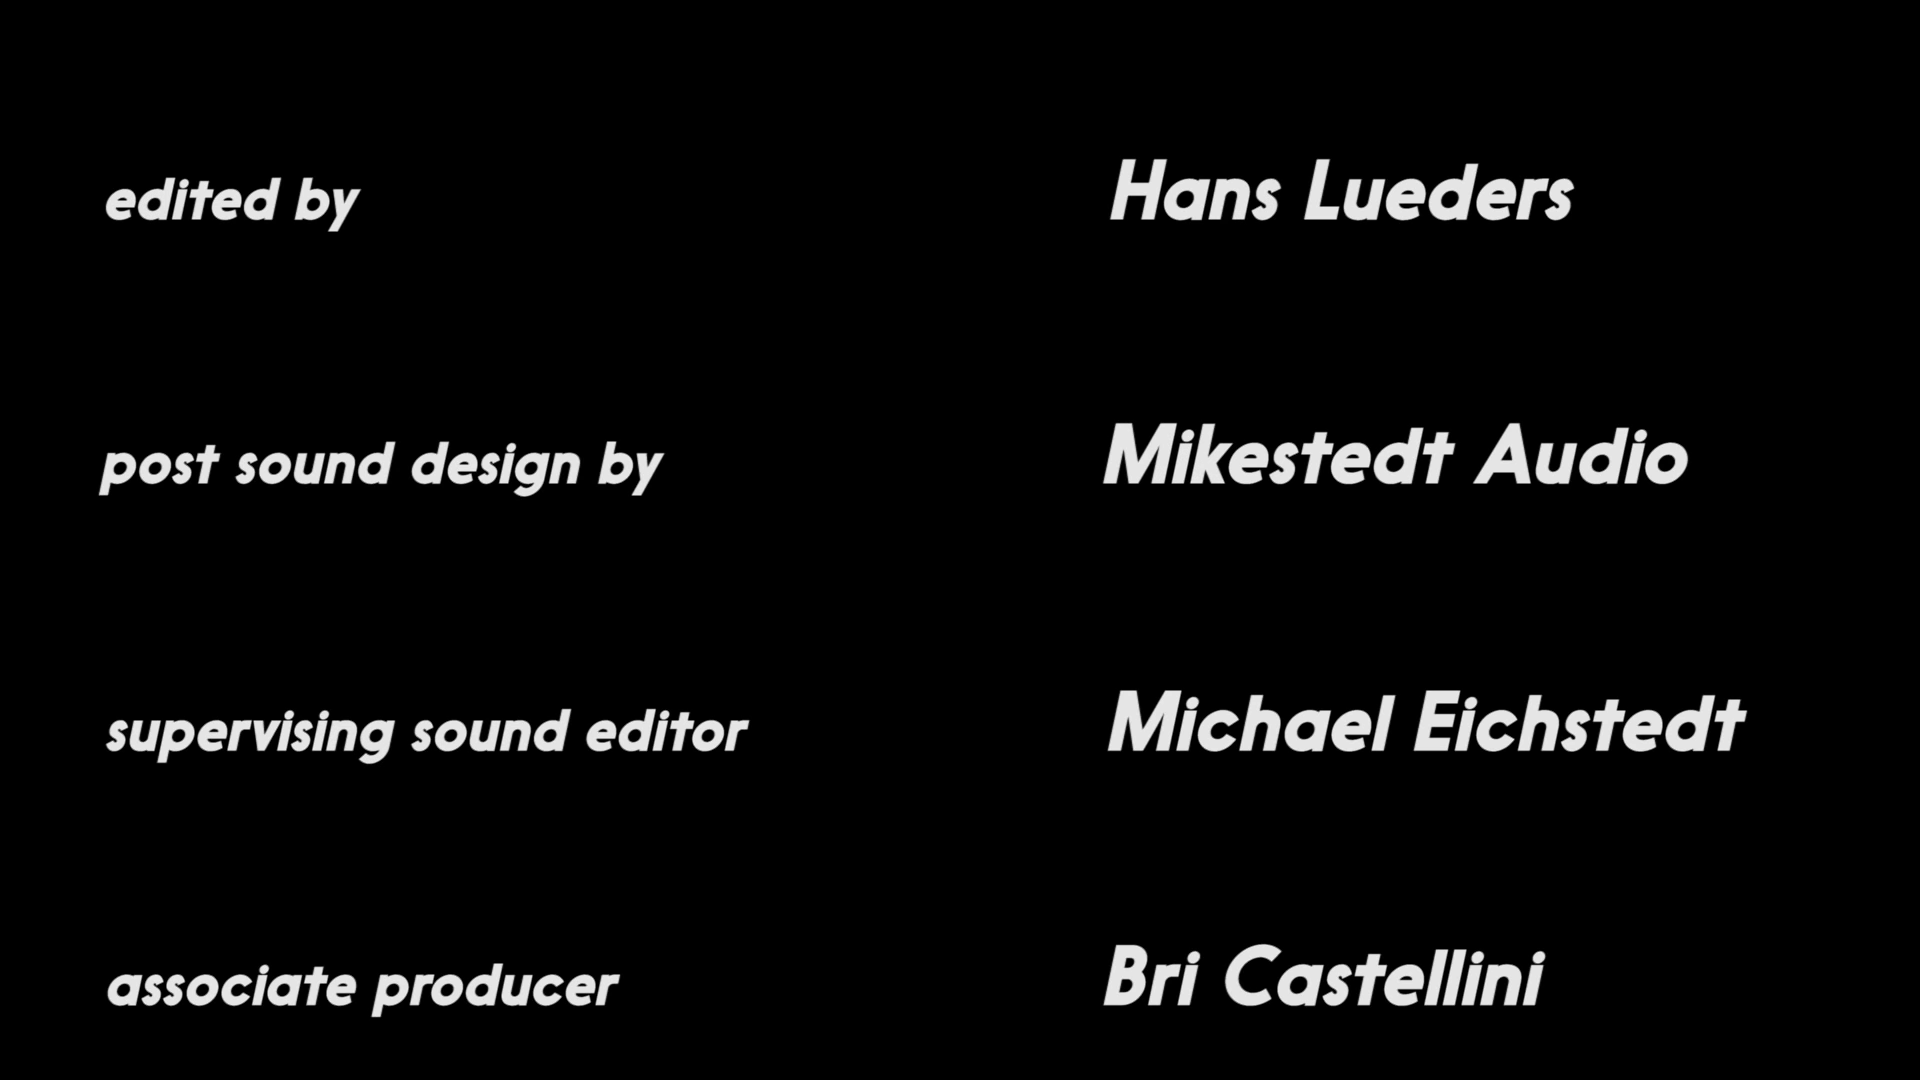 edited by Hans Lueders
post sound design by Mikestedt Audio
supervising sound editor Michael Eichstedt
associate producer Bri Castellini